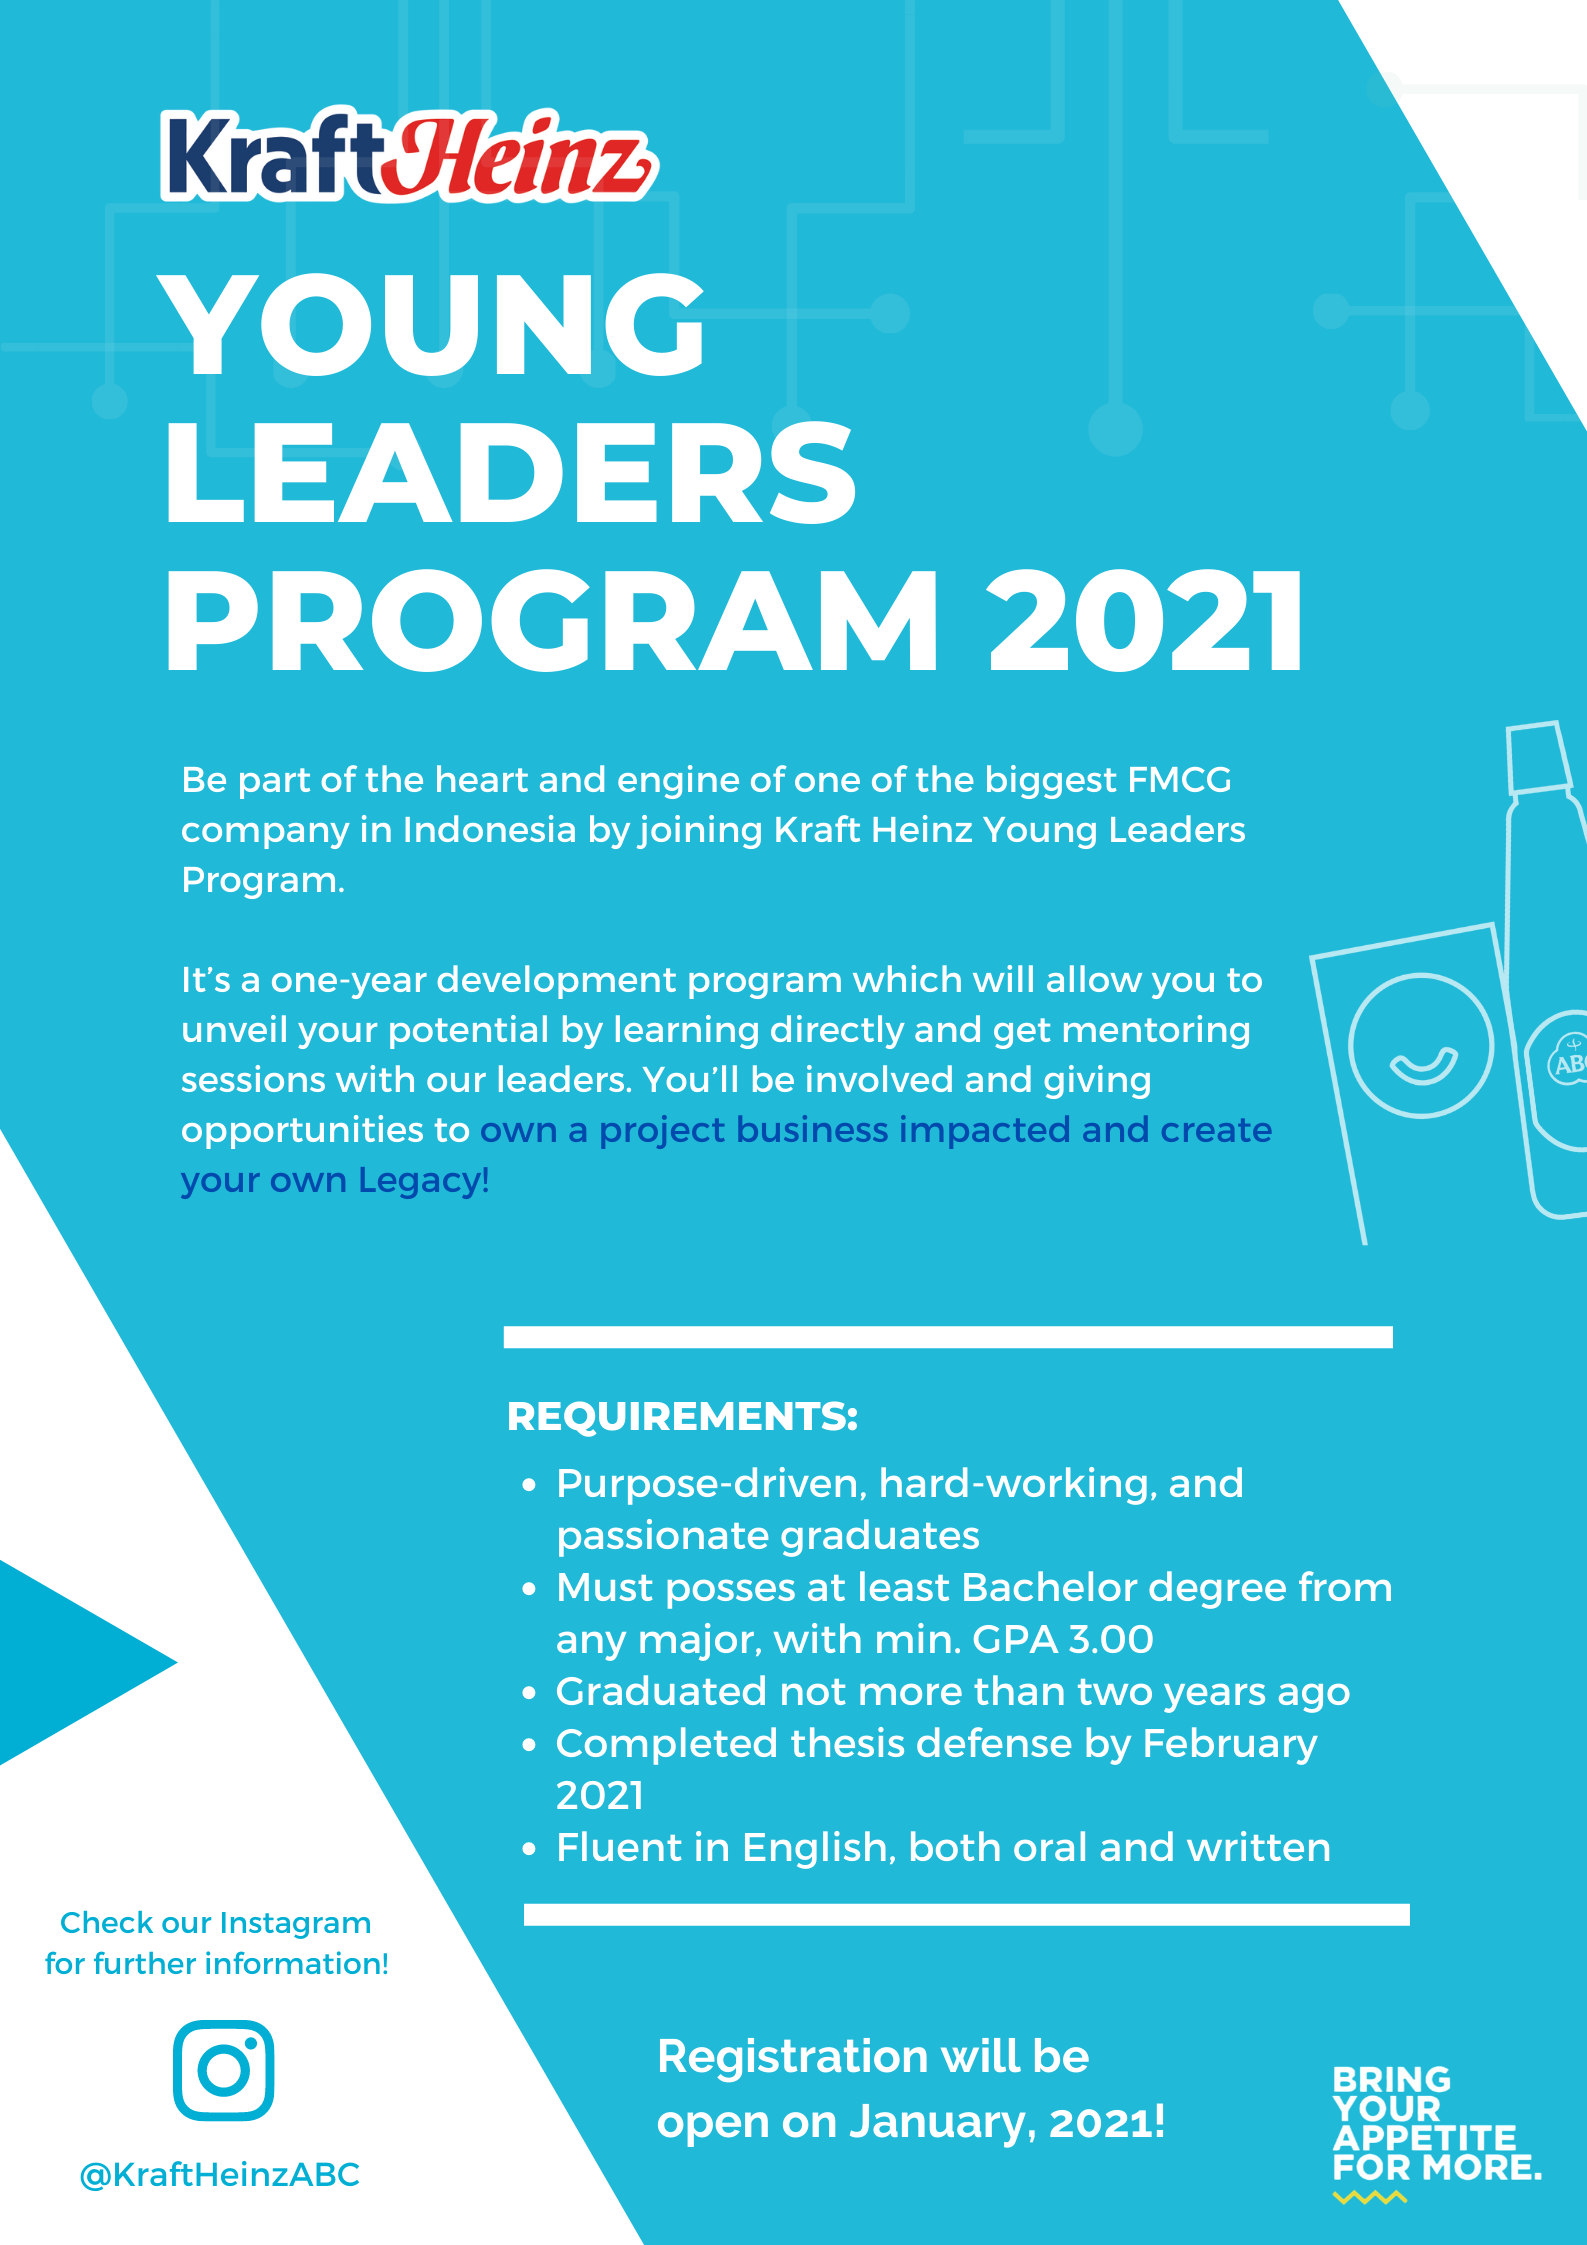 KraftHeinz
YOUNG
LEADERS
PROGRAM 2021
Be part of the heart and engine of one of the biggest FMCG
company in Indonesia by joining Kraft Heinz Young Leaders
Program.
It's a one-year development program which will allow you to
unveil your potential by learning directly and get mentoring
sessions with our leaders. You'll be involved and giving
opportunities to own a project business impacted and create
your own Legacy!
REQUIREMENTS:
• Purpose-driven, hard-working, and
passionate graduates
• Must posses at least Bachelor degree from
any major, with min. GPA 3.00
• Graduated not more than two years ago
• Completed thesis defense by February
2021
• Fluent in English, both oral and written
Check our Instagram
for further information!
@KraftHeinzABC
Registration will be
open on January, 2021!
BRING
YOUR
APPETITE
FOR MORE.